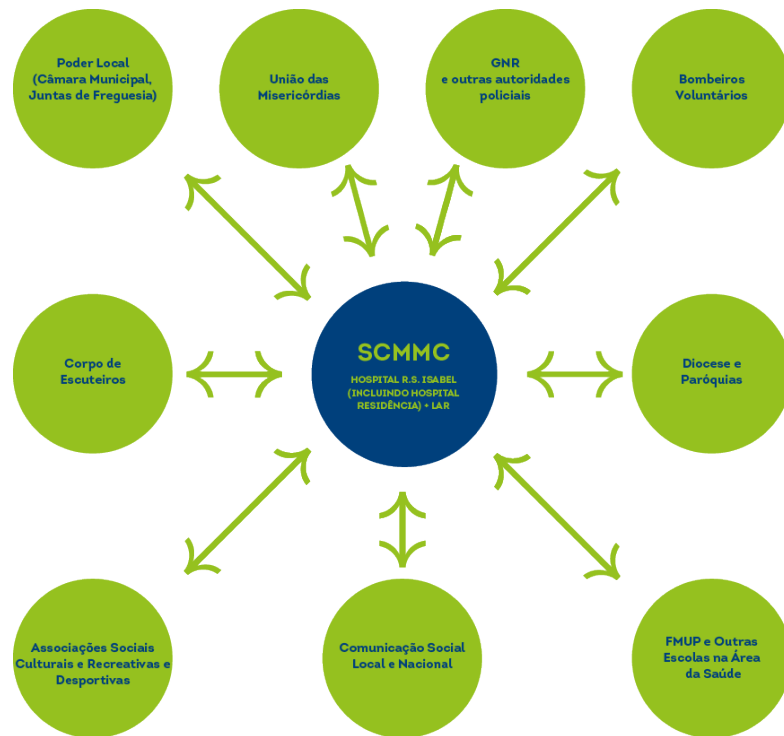 Poder Local
(Câmara Municipal,
Juntas de Freguesia)
União das
Misericórdias
GNR
e outras autoridades
policiais
Bombeiros
Voluntários
Corpo de
Escuteiros
SCMMC
HOSPITAL R.S. ISABEL
(INCLUINDO HOSPITAL
RESIDÊNCIA) + LAR
Diocese e
Paróquias
Associações Sociais
Culturais e Recreativas e
Desportivas
Comunicação Social
Local e Nacional
FMUP e Outras
Escolas na Área
da Saúde